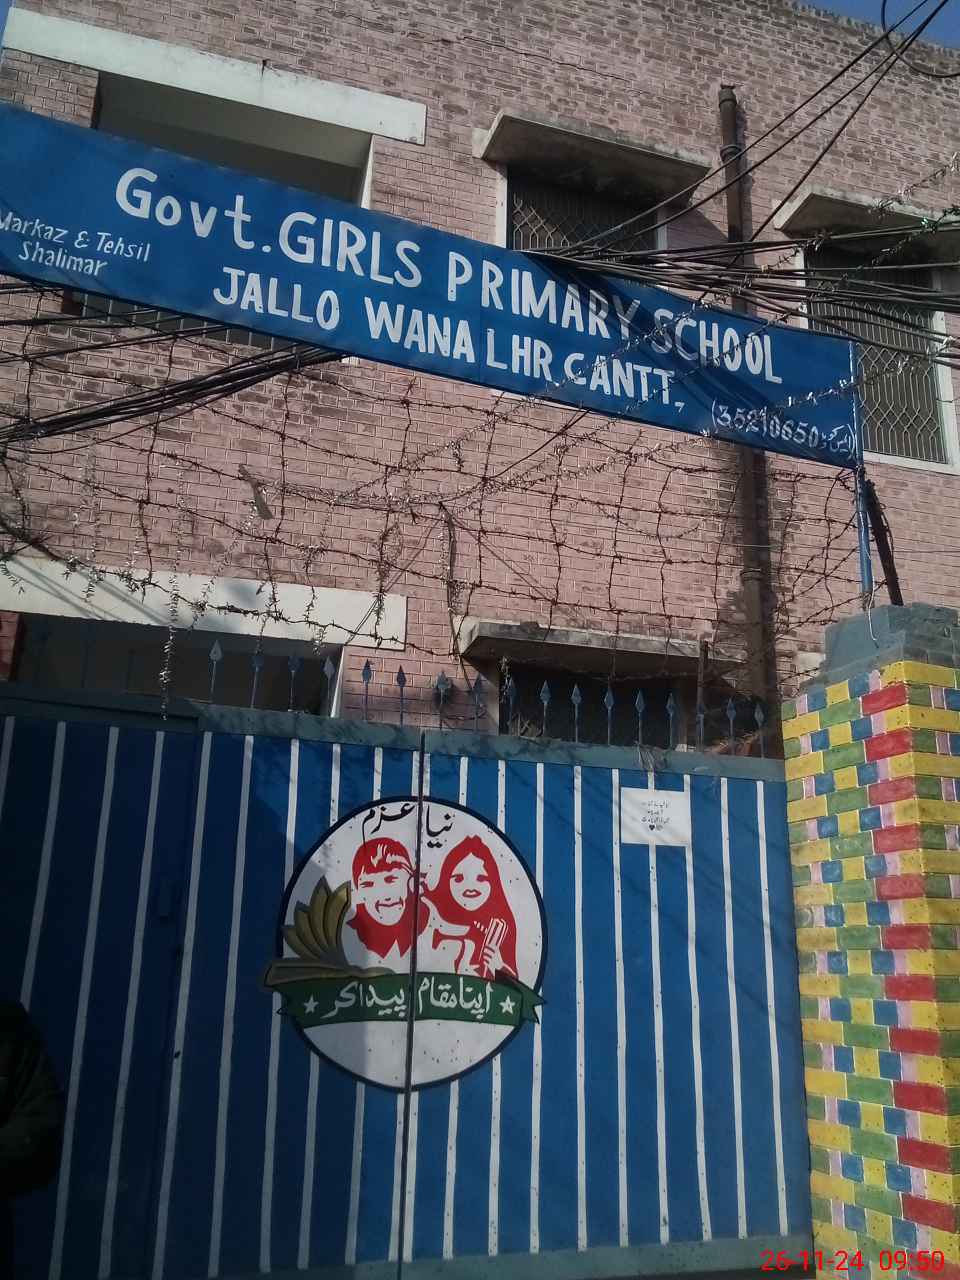 Govt. GIRLS PRIMARY SCHOOL
Markaz & Tehsil
Shalimar
JALLO WANA LHR CANTT.
(35210650
نیا عزم
اپنا مقام پیدا کر
26-11-24 09:50